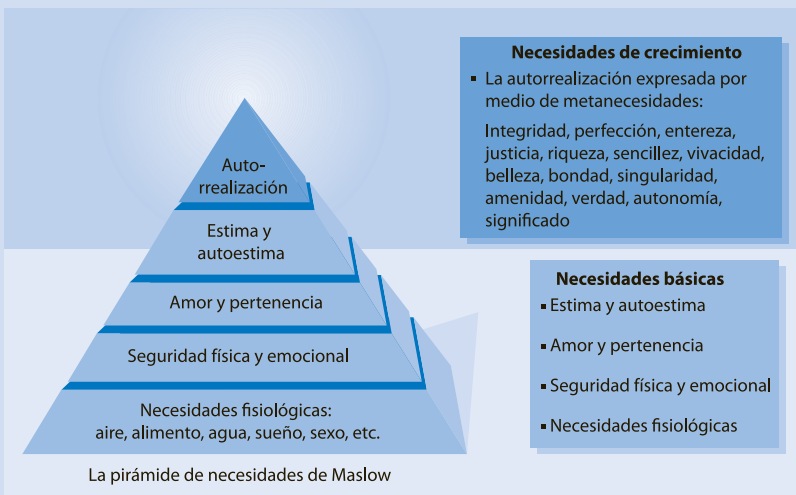 Auto-
rrealización
Estima y
autoestima
Amor y pertenencia
Seguridad física y emocional
Necesidades fisiológicas:
aire, alimento, agua, sueño, sexo, etc.
La pirámide de necesidades de Maslow
Necesidades de crecimiento
▪ La autorrealización expresada por
medio de metanecesidades:
Integridad, perfección, entereza,
justicia, riqueza, sencillez, vivacidad,
belleza, bondad, singularidad,
amenidad, verdad, autonomía,
significado
Necesidades básicas
▪ Estima y autoestima
▪ Amor y pertenencia
▪ Seguridad física y emocional
▪ Necesidades fisiológicas